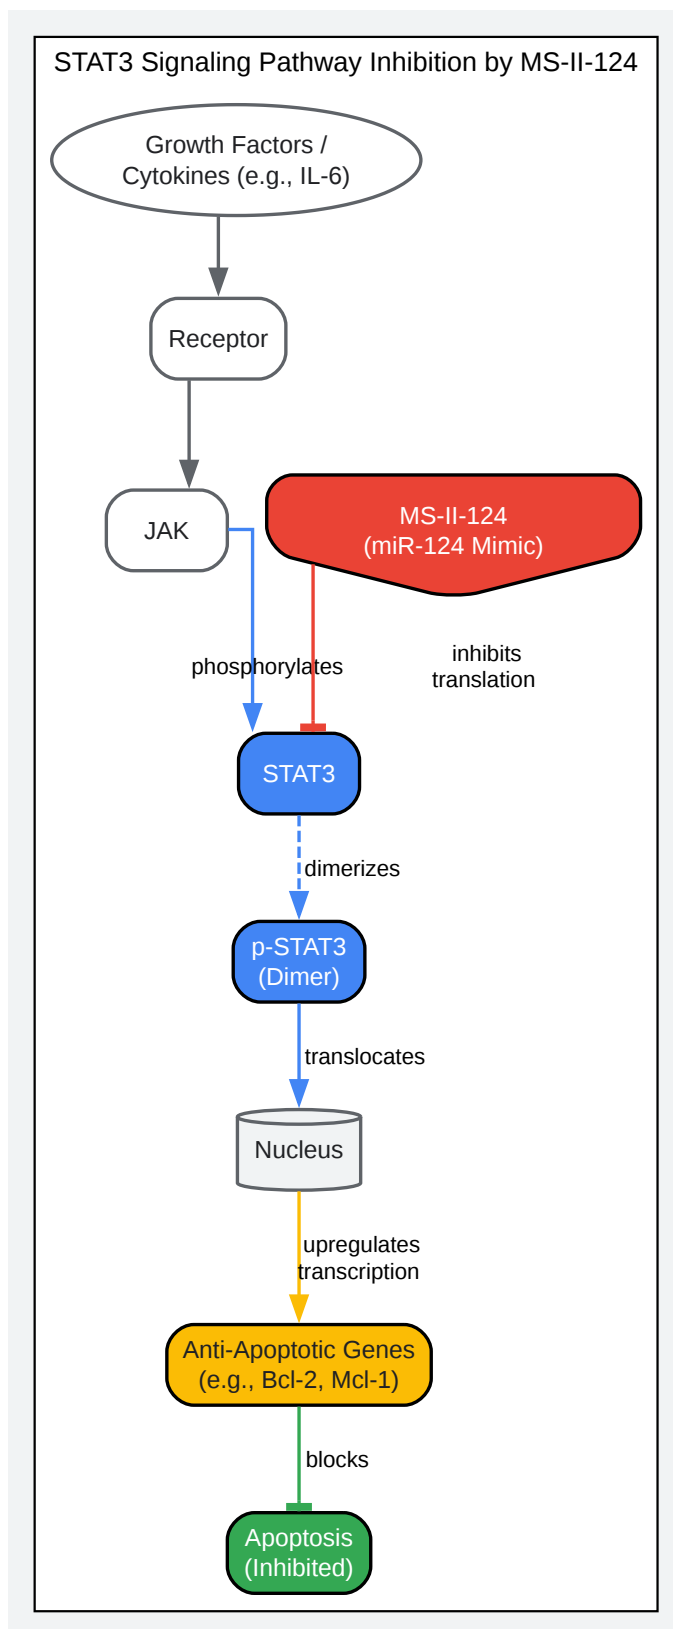 STAT3 Signaling Pathway Inhibition by MS-II-124
Growth Factors /
Cytokines (e.g., IL-6)
Receptor
JAK
MS-II-124
(miR-124 Mimic)
phosphorylates
inhibits
translation
STAT3
dimerizes
p-STAT3
(Dimer)
translocates
Nucleus
upregulates
transcription
Anti-Apoptotic Genes
(e.g., Bcl-2, Mcl-1)
blocks
Apoptosis
(Inhibited)